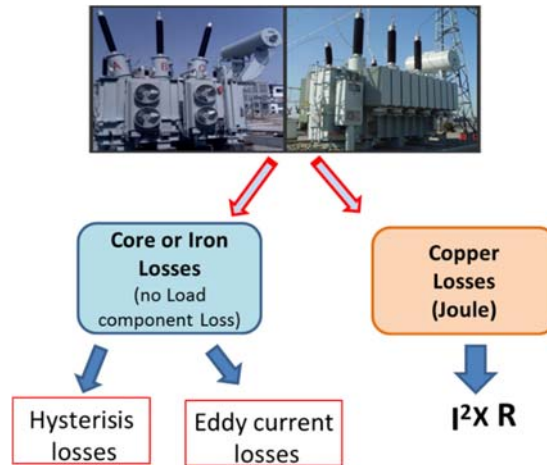 Core or Iron
Losses
(no Load
component Loss)
Copper
Losses
(Joule)
Hysterisis
losses
Eddy current
losses
I²X R